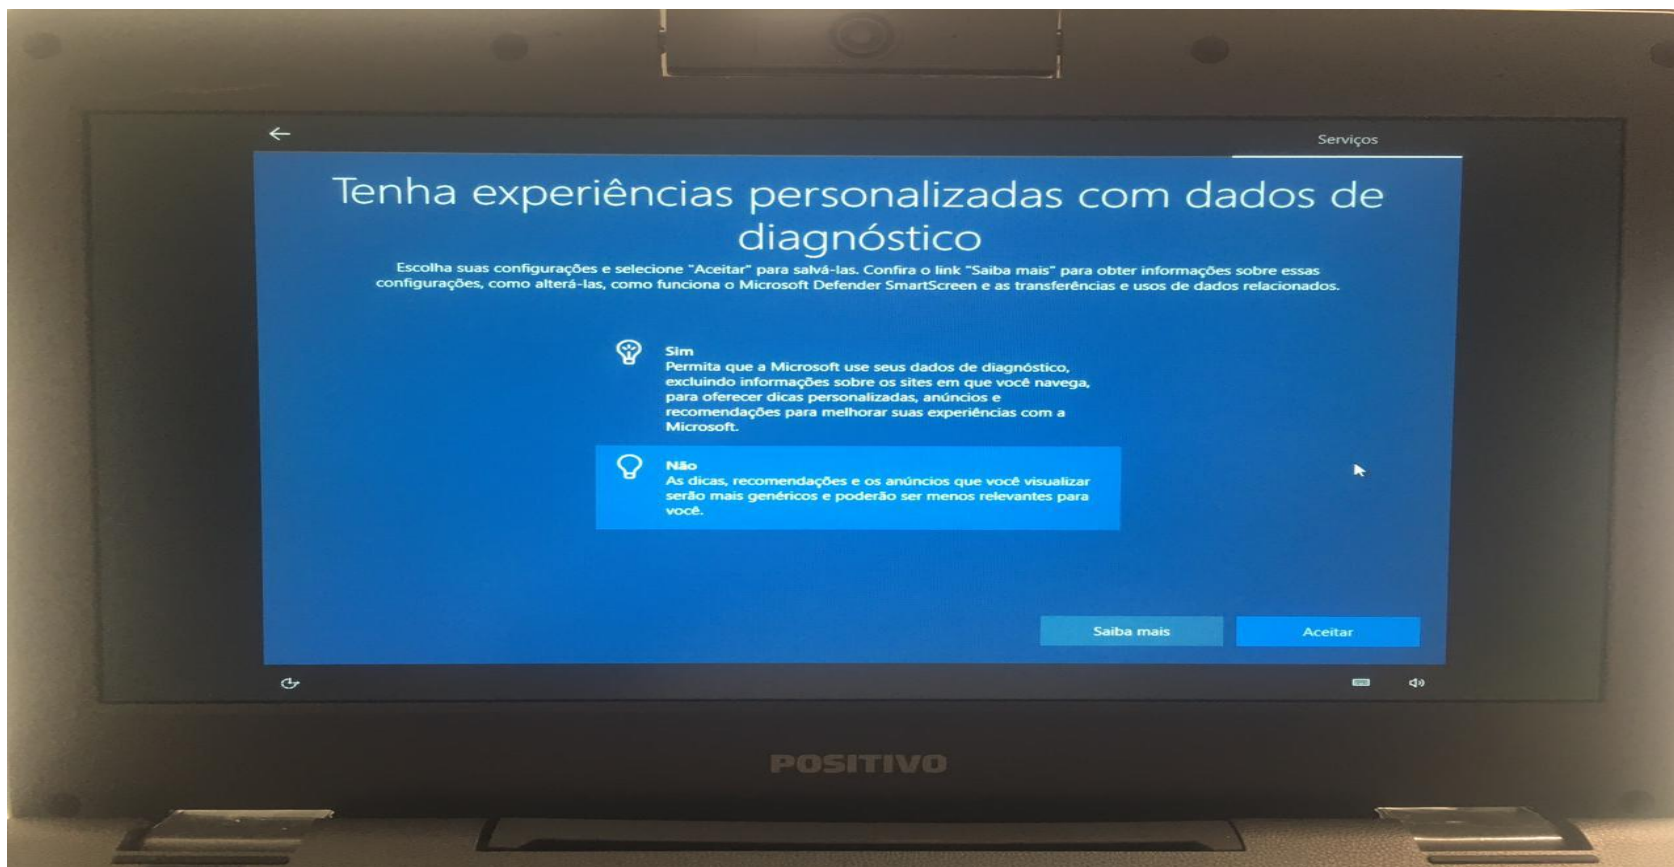 Serviços
Tenha experiências personalizadas com dados de
diagnóstico
Escolha suas configurações e selecione "Aceitar" para salvá-las. Confira o link "Saiba mais" para obter informações sobre essas
configurações, como alterá-las, como funciona o Microsoft Defender SmartScreen e as transferências e usos de dados relacionados.
Sim
Permita que a Microsoft use seus dados de diagnóstico,
excluindo informações sobre os sites em que você navega,
para oferecer dicas personalizadas, anúncios e
recomendações para melhorar suas experiências com a
Microsoft.
Não
As dicas, recomendações e os anúncios que você visualizar
serão mais genéricos e poderão ser menos relevantes para
você.
Saiba mais
Aceitar
POSITIVO